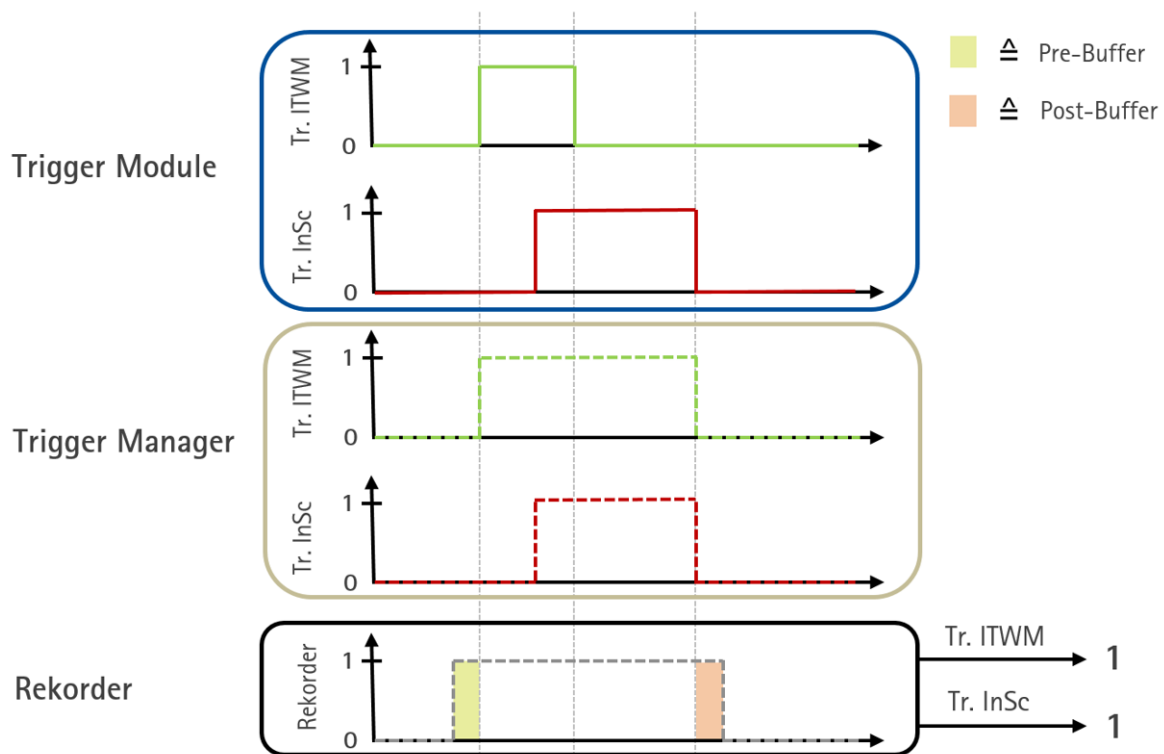 Trigger Module
Tr. ITWM
1
0
Tr. InSc
1
0
≙ Pre-Buffer
≙ Post-Buffer
Trigger Manager
Tr. ITWM
1
0
Tr. InSc
1
0
Rekorder
Rekorder
1
0
Tr. ITWM
1
Tr. InSc
1